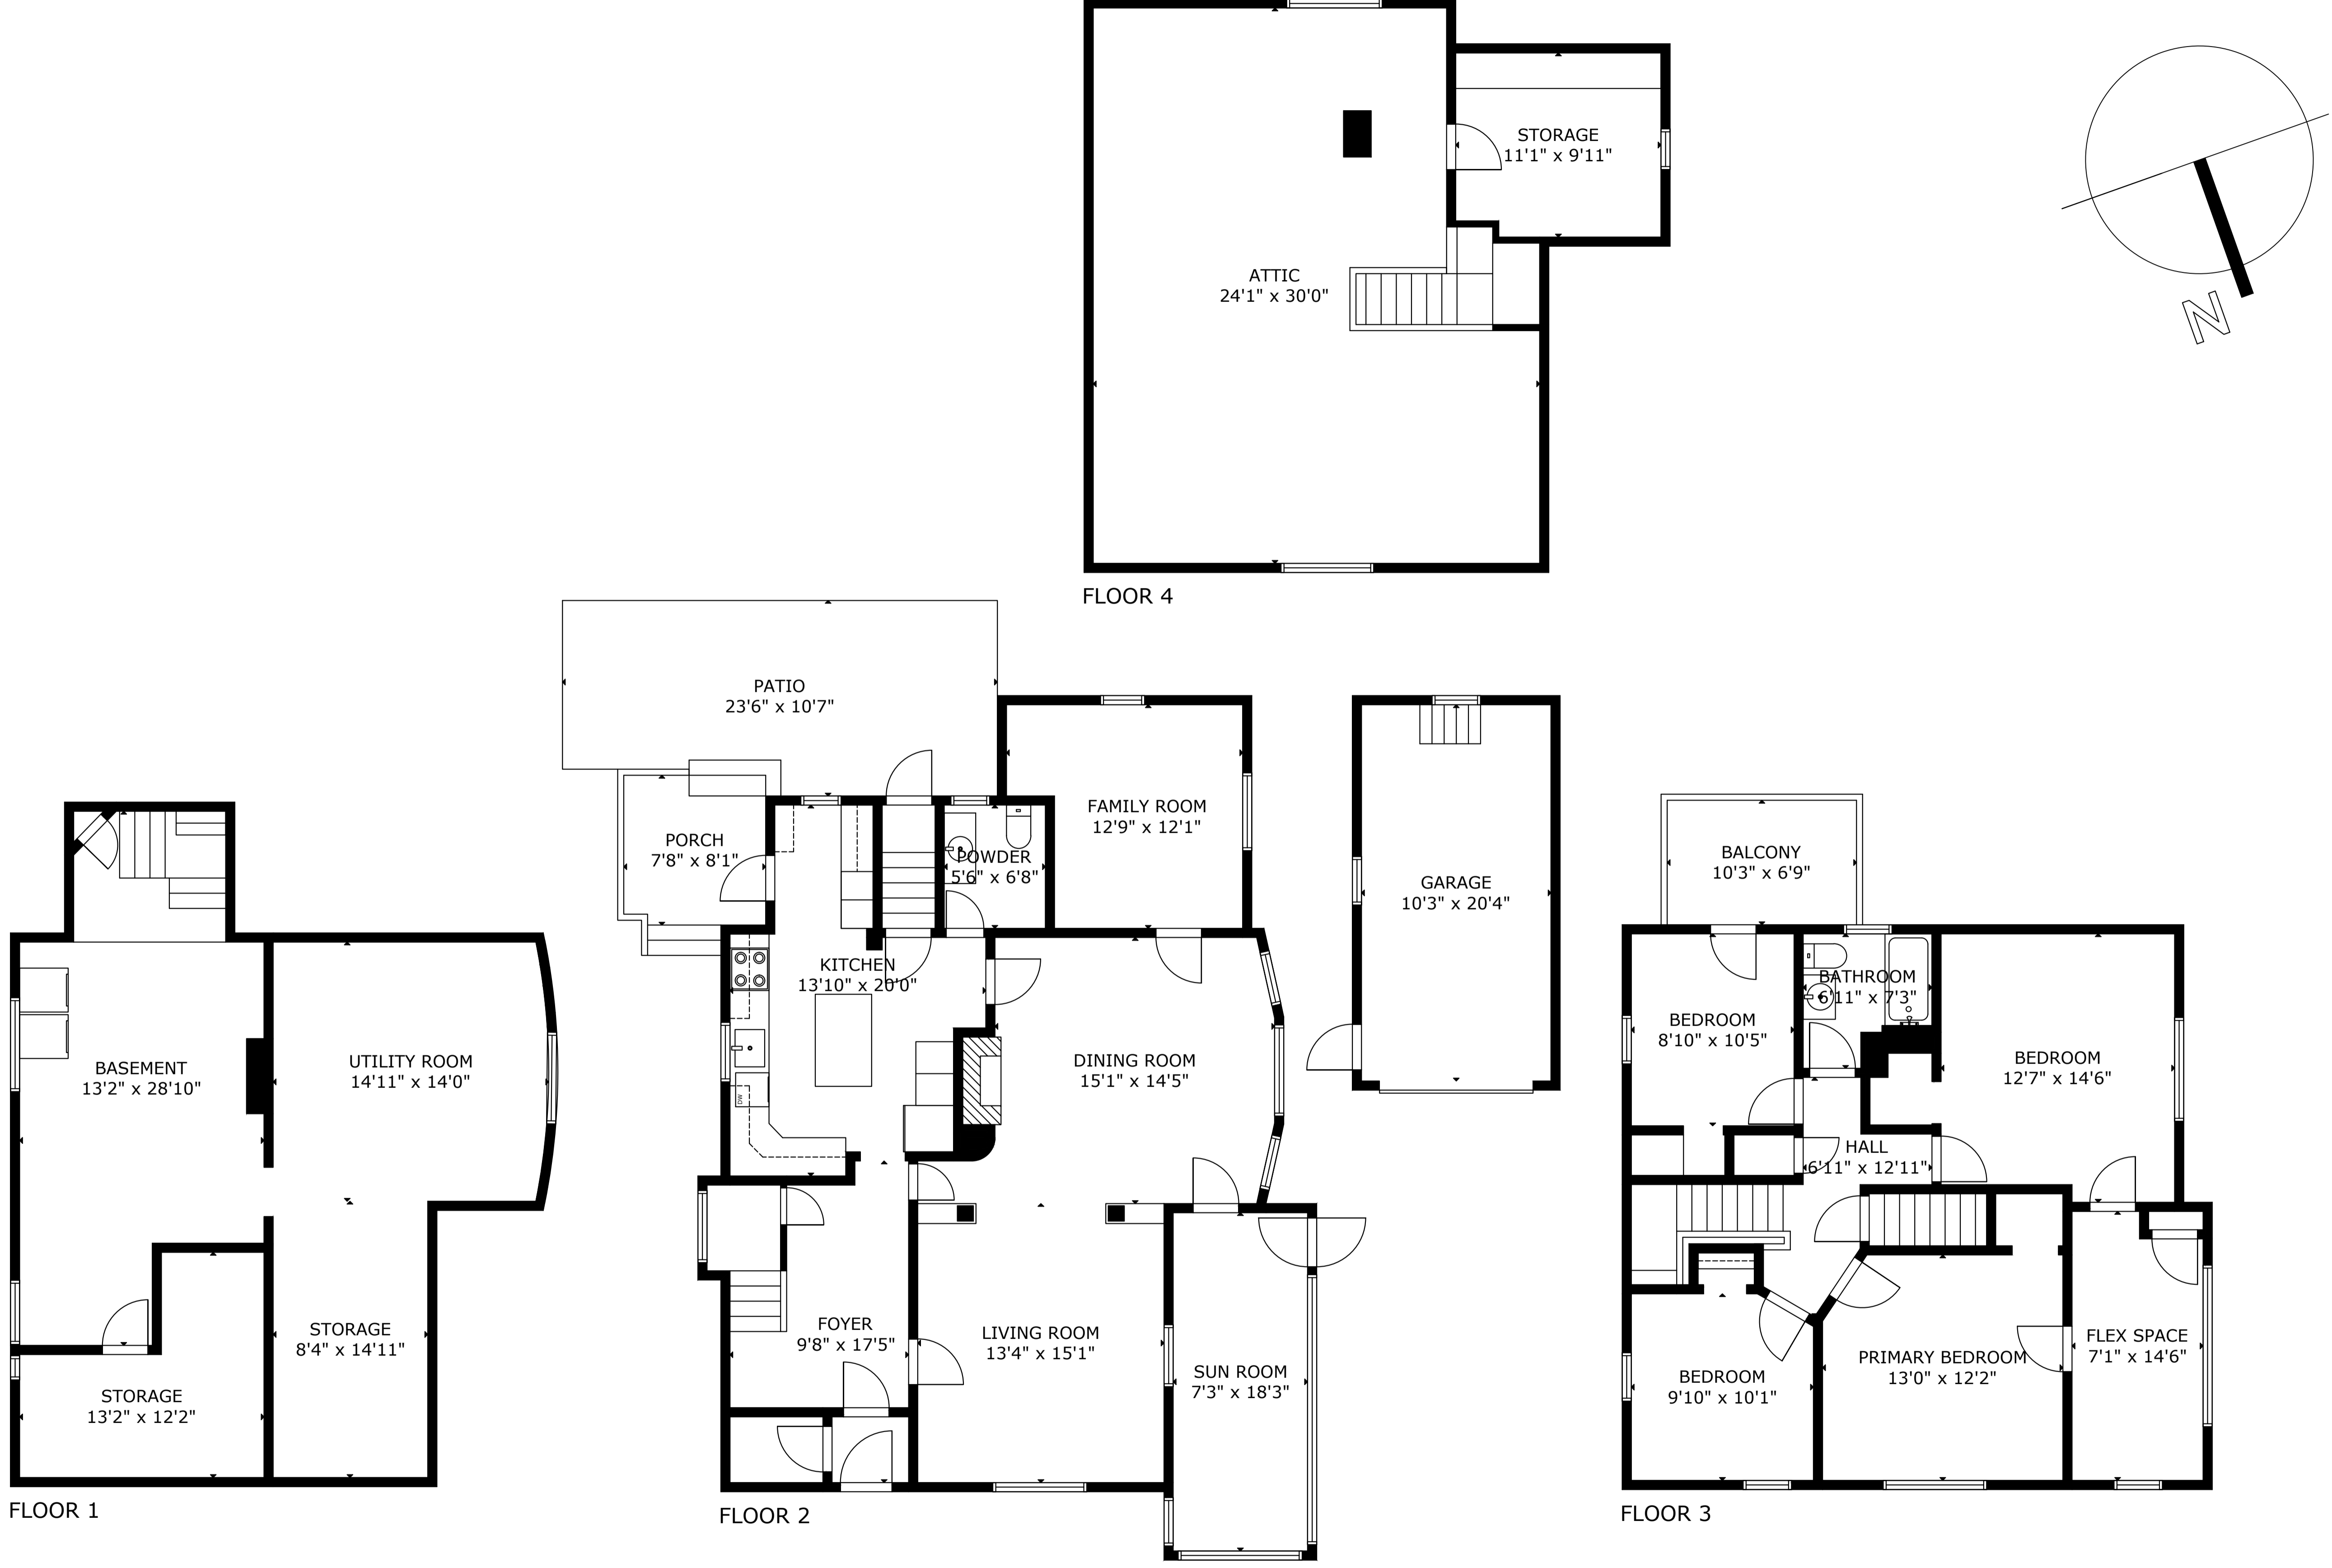 STORAGE
11'1" x 9'11"
ATTIC
24'1" x 30'0"
N
FLOOR 4
PATIO
23'6" x 10'7"
FAMILY ROOM
12'9" x 12'1"
PORCH
7'8" x 8'1"
POWDER
5'6" x 6'8"
GARAGE
10'3" x 20'4"
BALCONY
10'3" x 6'9"
KITCHEN
13'10" x 20'0"
BATHROOM
6'11" x 7'3"
BEDROOM
8'10" x 10'5"
BASEMENT
13'2" x 28'10"
UTILITY ROOM
14'11" x 14'0"
DINING ROOM
15'1" x 14'5"
BEDROOM
12'7" x 14'6"
DW
HALL
6'11" x 12'11"
STORAGE
8'4" x 14'11"
FOYER
9'8" x 17'5"
LIVING ROOM
13'4" x 15'1"
SUN ROOM
7'3" x 18'3"
FLEX SPACE
7'1" x 14'6"
PRIMARY BEDROOM
13'0" x 12'2"
BEDROOM
9'10" x 10'1"
STORAGE
13'2" x 12'2"
FLOOR 1
FLOOR 2
FLOOR 3